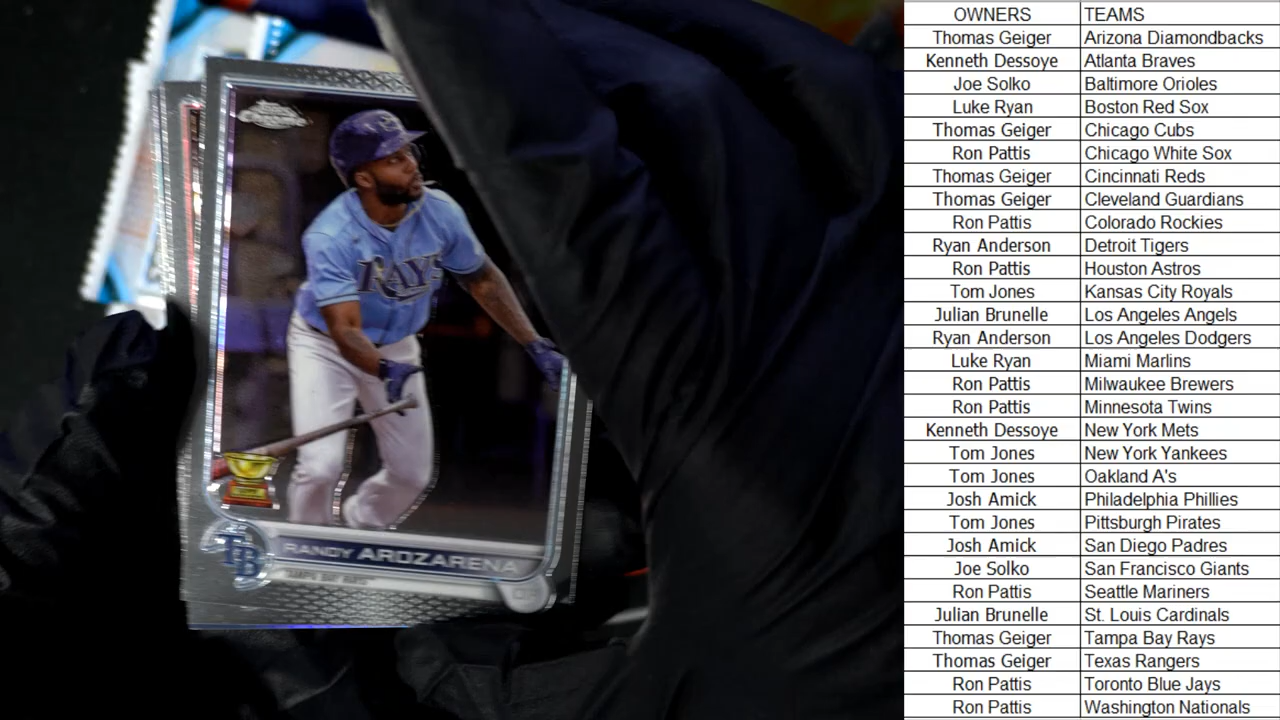 Topps
Chrome
RAYS
TB
RANDY AROZARENA
TAMPA BAY RAYS
OF
OWNERS TEAMS
Thomas Geiger Arizona Diamondbacks
Kenneth Dessoye Atlanta Braves
Joe Solko Baltimore Orioles
Luke Ryan Boston Red Sox
Thomas Geiger Chicago Cubs
Ron Pattis Chicago White Sox
Thomas Geiger Cincinnati Reds
Thomas Geiger Cleveland Guardians
Ron Pattis Colorado Rockies
Ryan Anderson Detroit Tigers
Ron Pattis Houston Astros
Tom Jones Kansas City Royals
Julian Brunelle Los Angeles Angels
Ryan Anderson Los Angeles Dodgers
Luke Ryan Miami Marlins
Ron Pattis Milwaukee Brewers
Ron Pattis Minnesota Twins
Kenneth Dessoye New York Mets
Tom Jones New York Yankees
Tom Jones Oakland A's
Josh Amick Philadelphia Phillies
Tom Jones Pittsburgh Pirates
Josh Amick San Diego Padres
Joe Solko San Francisco Giants
Ron Pattis Seattle Mariners
Julian Brunelle St. Louis Cardinals
Thomas Geiger Tampa Bay Rays
Thomas Geiger Texas Rangers
Ron Pattis Toronto Blue Jays
Ron Pattis Washington Nationals